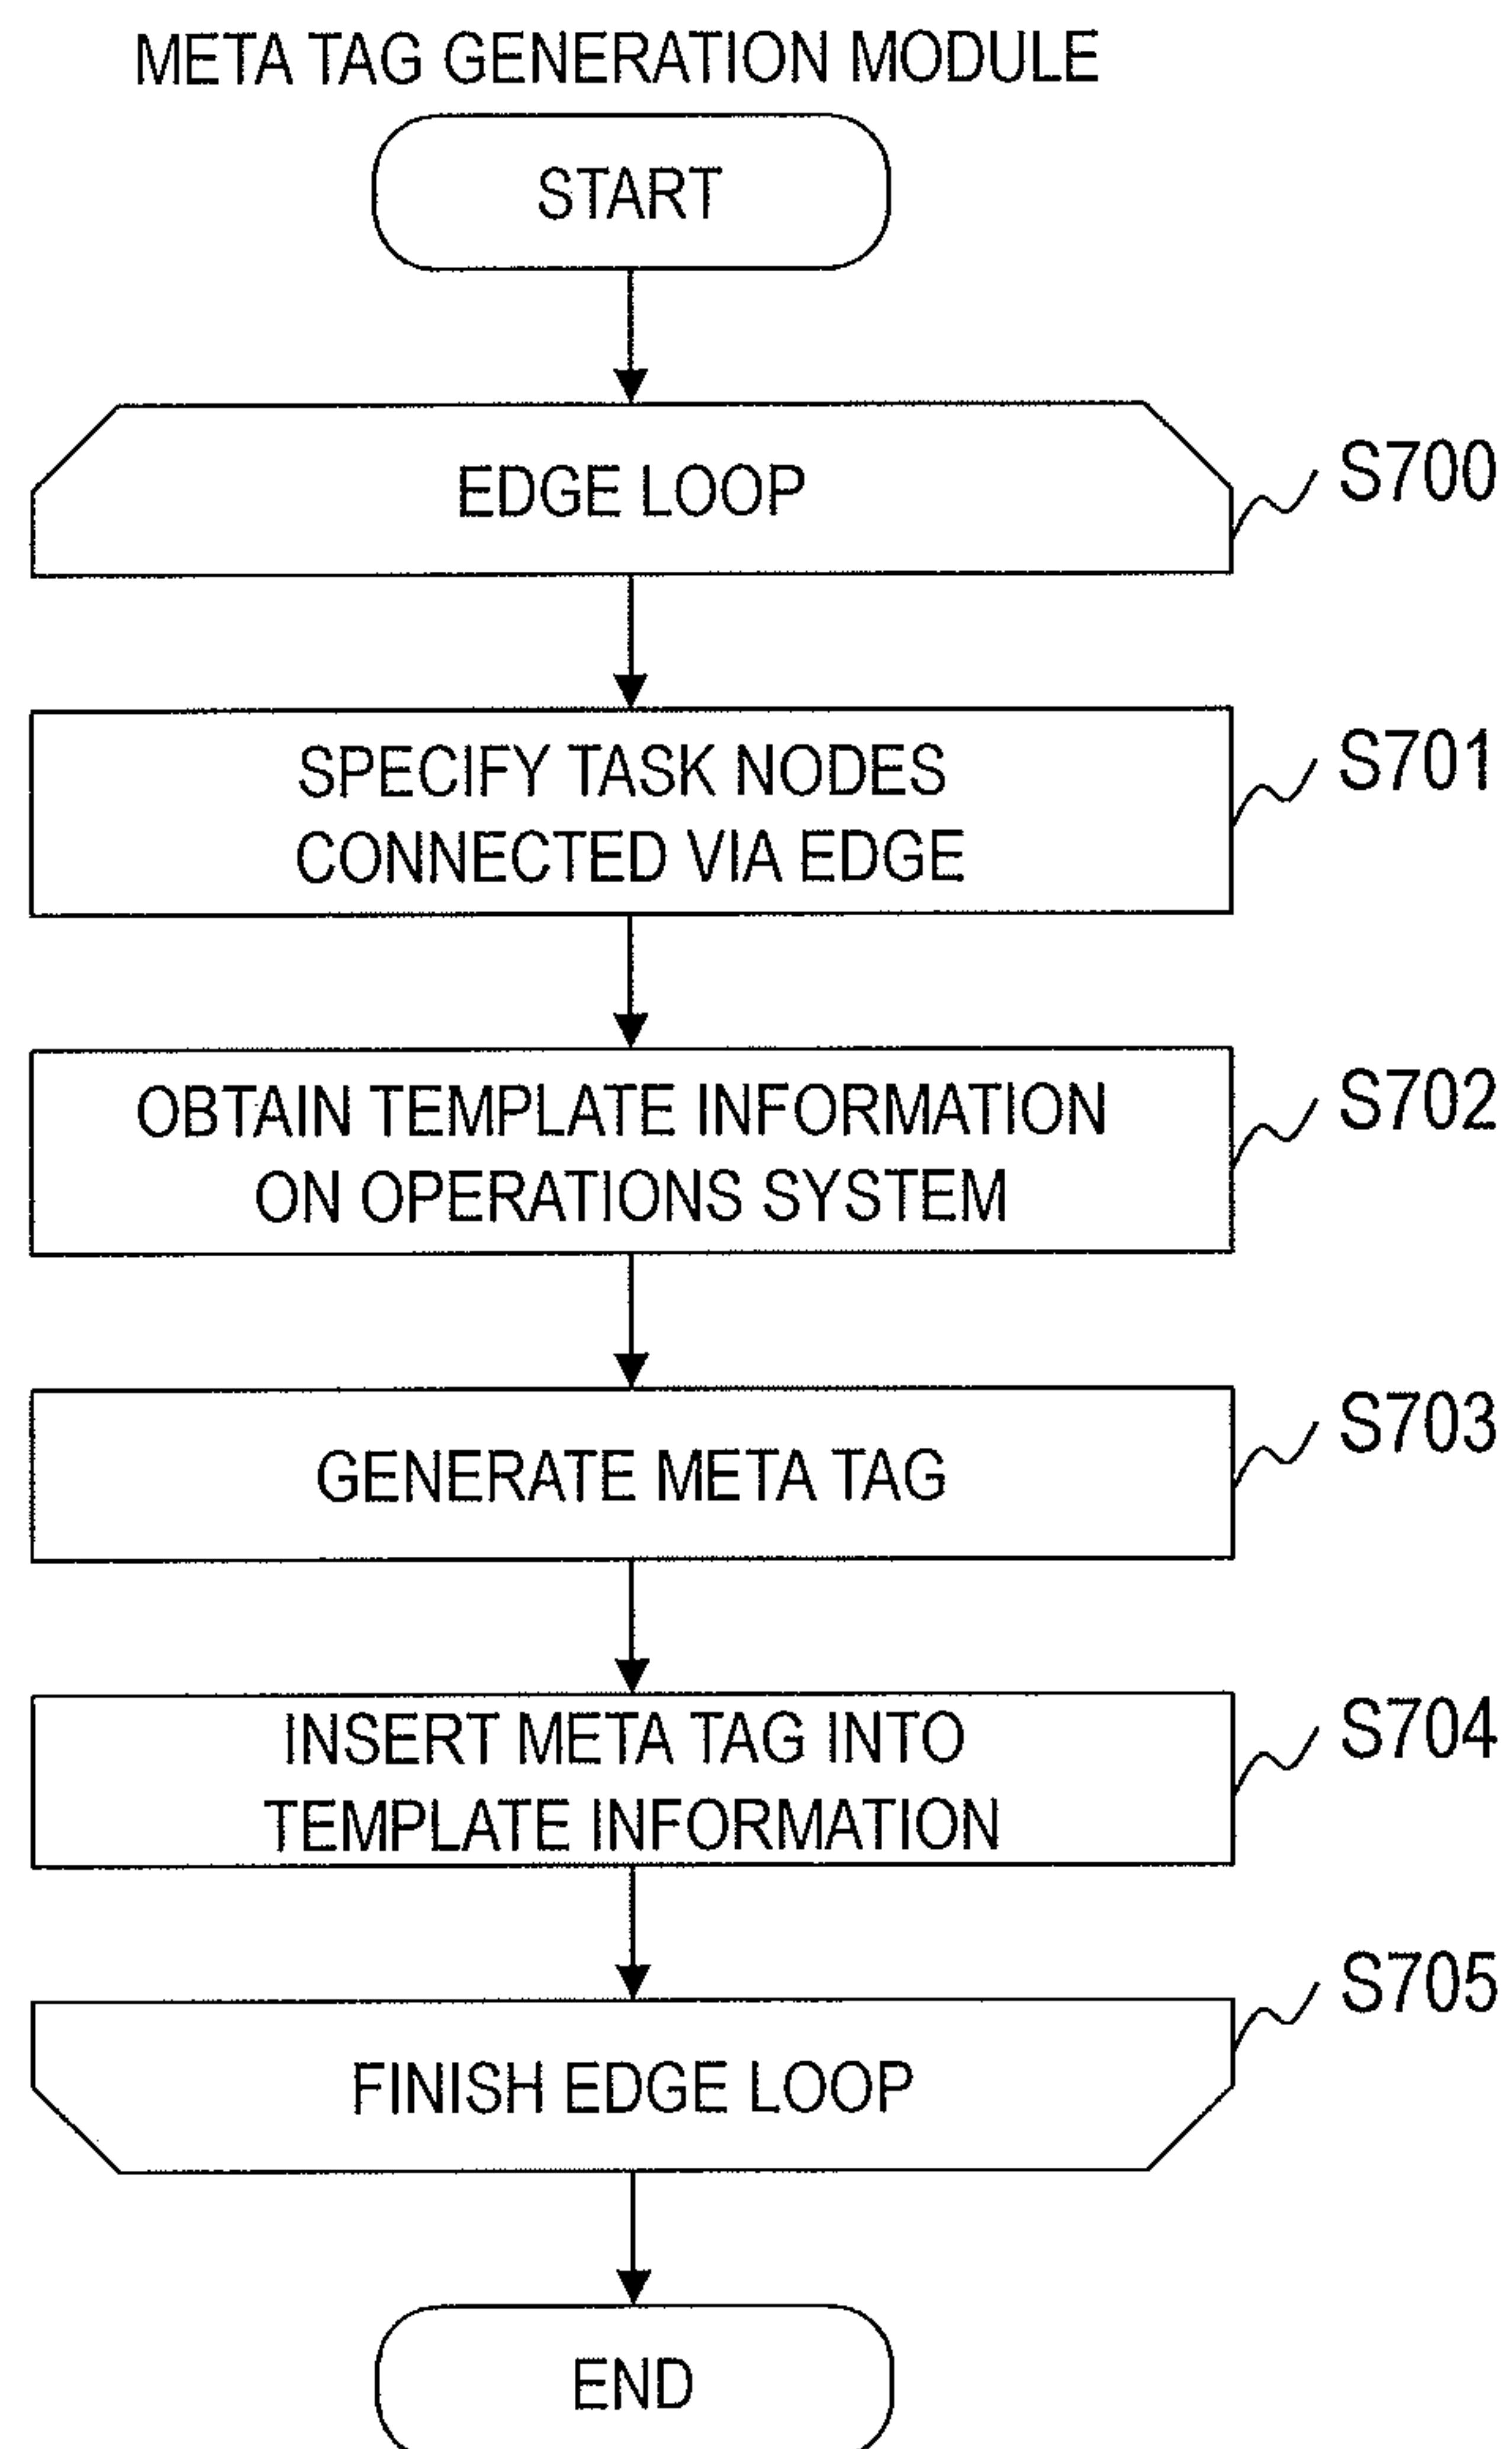 META TAG GENERATION MODULE
START
EDGE LOOP
S700
SPECIFY TASK NODES
CONNECTED VIA EDGE
S701
OBTAIN TEMPLATE INFORMATION
ON OPERATIONS SYSTEM
S702
GENERATE META TAG
S703
INSERT META TAG INTO
TEMPLATE INFORMATION
S704
FINISH EDGE LOOP
S705
END